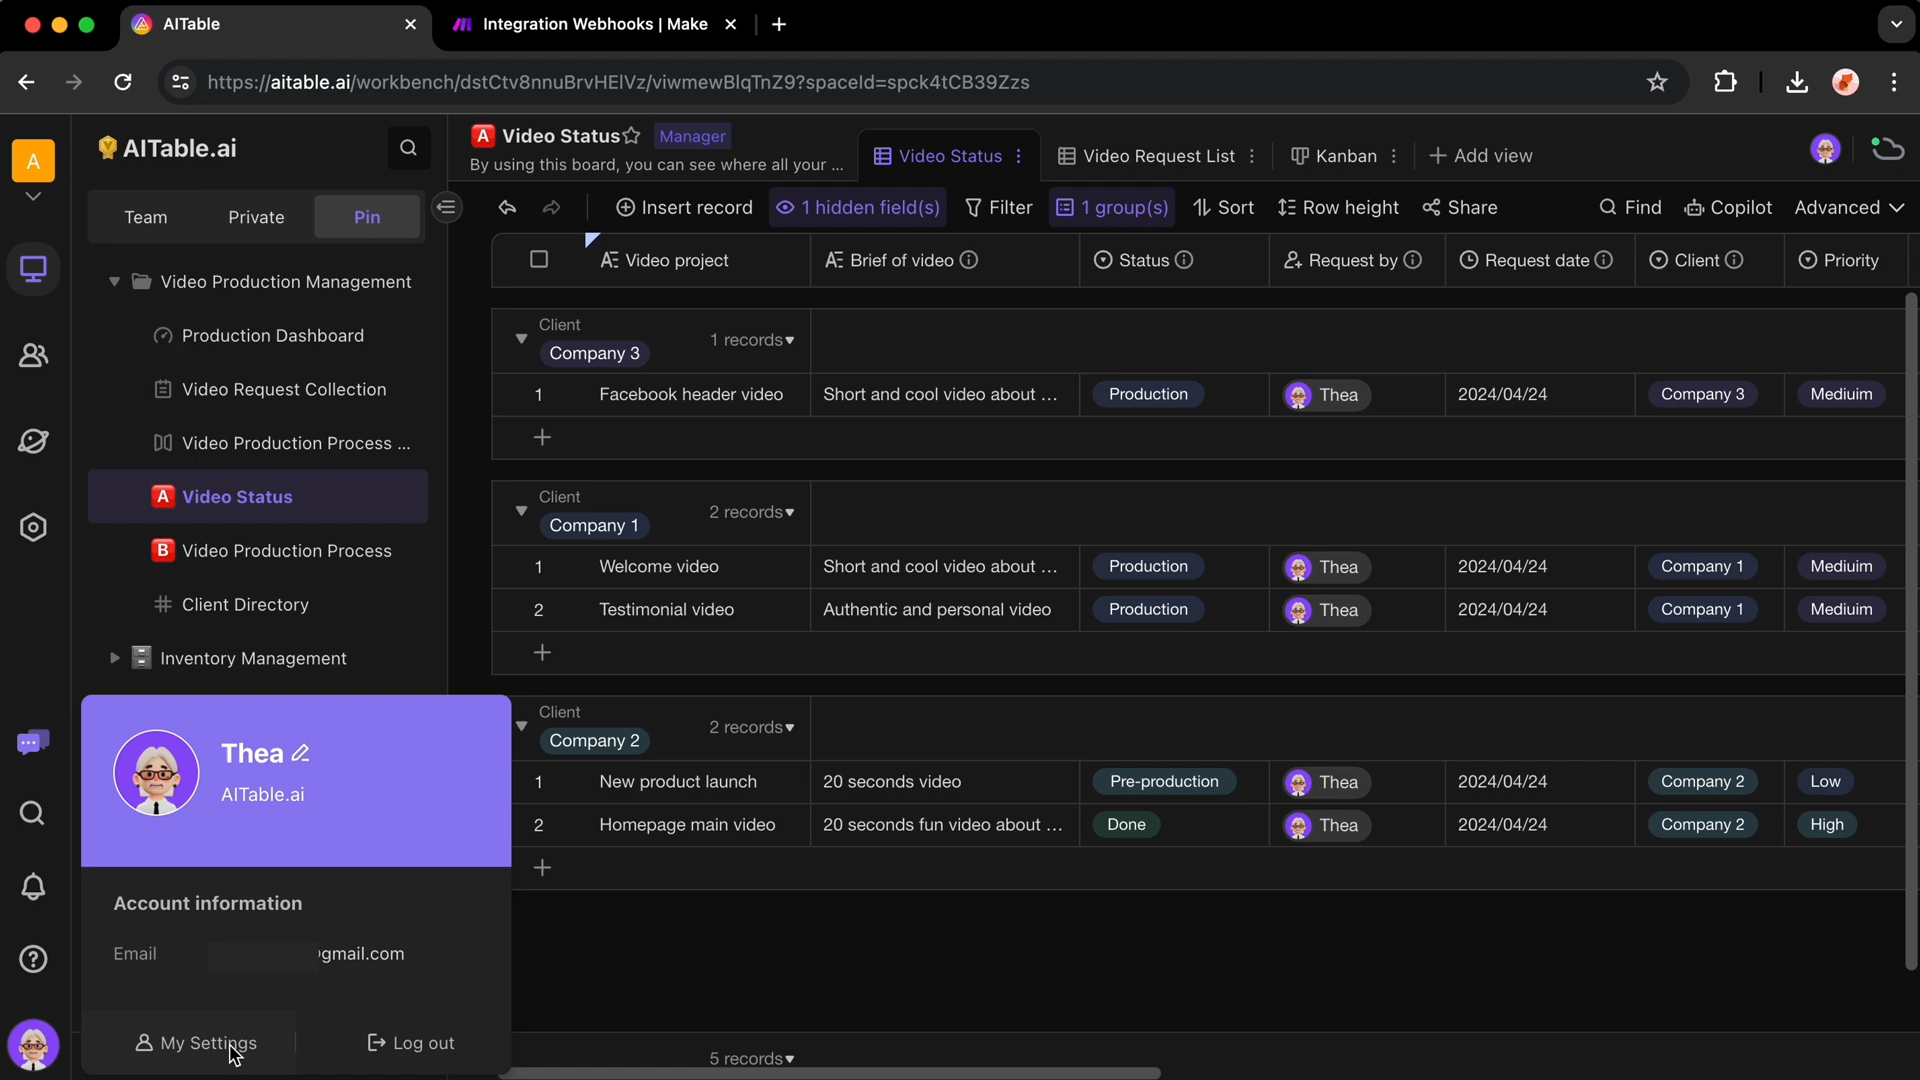 AITable
Integration Webhooks | Make
https://aitable.ai/workbench/dstCtv8nnuBrvHElVz/viwmewBlqTnZ9?spaceId=spck4tCB39Zzs
A
AITable.ai
Team
Private
Pin
Video Production Management
Production Dashboard
Video Request Collection
Video Production Process ...
A Video Status
B Video Production Process
Client Directory
Inventory Management
Thea
AITable.ai
Account information
Email
gmail.com
My Settings
Log out
A Video Status
Manager
By using this board, you can see where all your ...
Video Status
Video Request List
Kanban
Add view
Insert record
1 hidden field(s)
Filter
1 group(s)
Sort
Row height
Share
Find
Copilot
Advanced
Video project
Brief of video
Status
Request by
Request date
Client
Priority
Client
Company 3
1 records
1 Facebook header video Short and cool video about ... Production Thea 2024/04/24 Company 3 Mediuim
Client
Company 1
2 records
1 Welcome video Short and cool video about ... Production Thea 2024/04/24 Company 1 Mediuim
2 Testimonial video Authentic and personal video Production Thea 2024/04/24 Company 1 Mediuim
Client
Company 2
2 records
1 New product launch 20 seconds video Pre-production Thea 2024/04/24 Company 2 Low
2 Homepage main video 20 seconds fun video about ... Done Thea 2024/04/24 Company 2 High
5 records